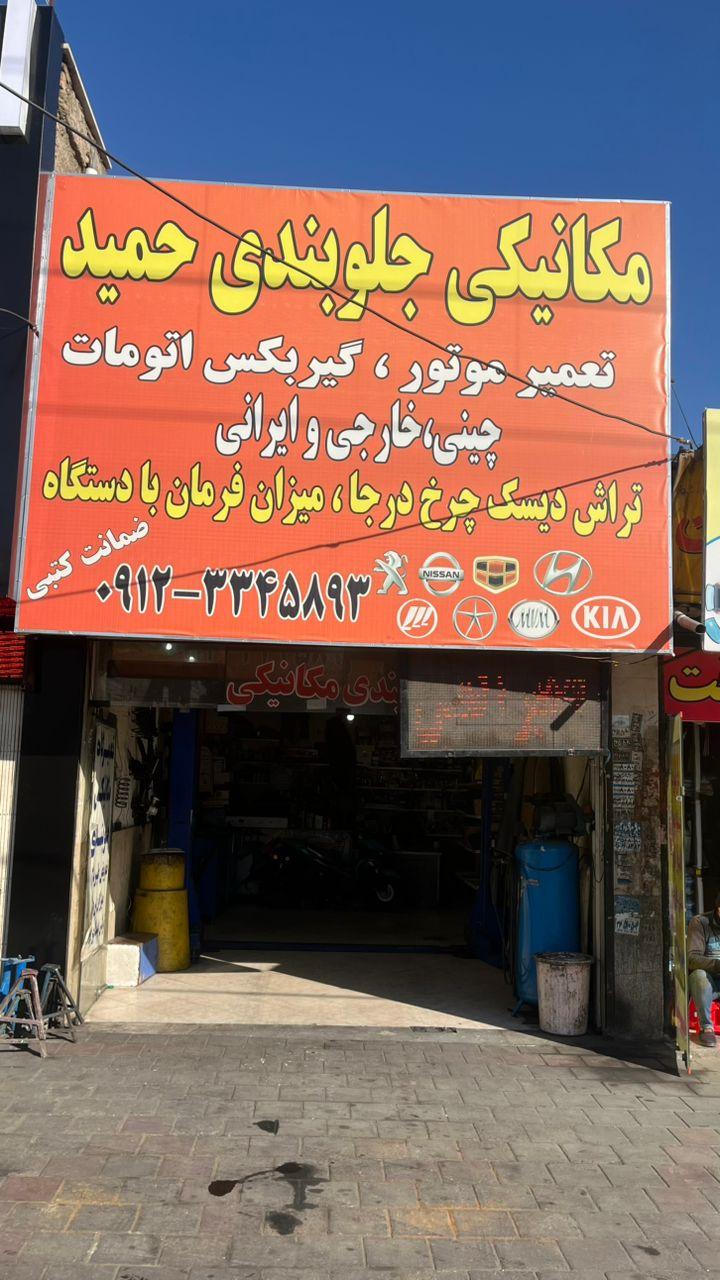 مکانیکی جلوبندی حمید
تعمیر موتور ، گیربکس اتومات
چینی،خارجی و ایرانی
تراش دیسک چرخ درجا ، میزان فرمان با دستگاه
ضمانت کتبی
۰۹۱۲-۳۳۴۵۸۹۳
NISSAN
KIA
بندی مکانیکی